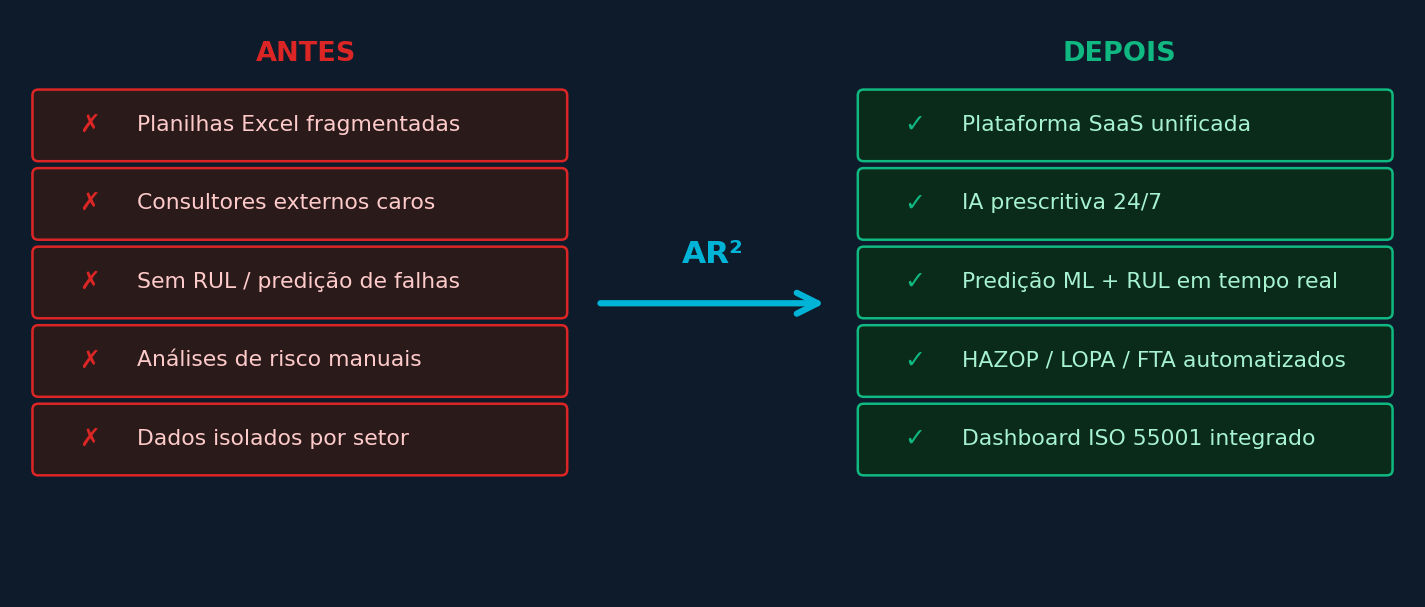 ANTES
✗ Planilhas Excel fragmentadas
✗ Consultores externos caros
✗ Sem RUL / predição de falhas
✗ Análises de risco manuais
✗ Dados isolados por setor
AR²
DEPOIS
✓ Plataforma SaaS unificada
✓ IA prescritiva 24/7
✓ Predição ML + RUL em tempo real
✓ HAZOP / LOPA / FTA automatizados
✓ Dashboard ISO 55001 integrado